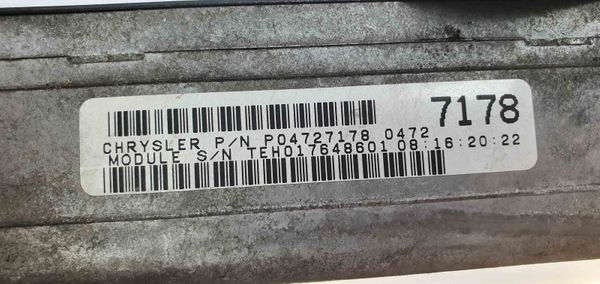 7178
CHRYSLER P/N P04727178 0472
MODULE S/N TEH017648601 08:16:20:22